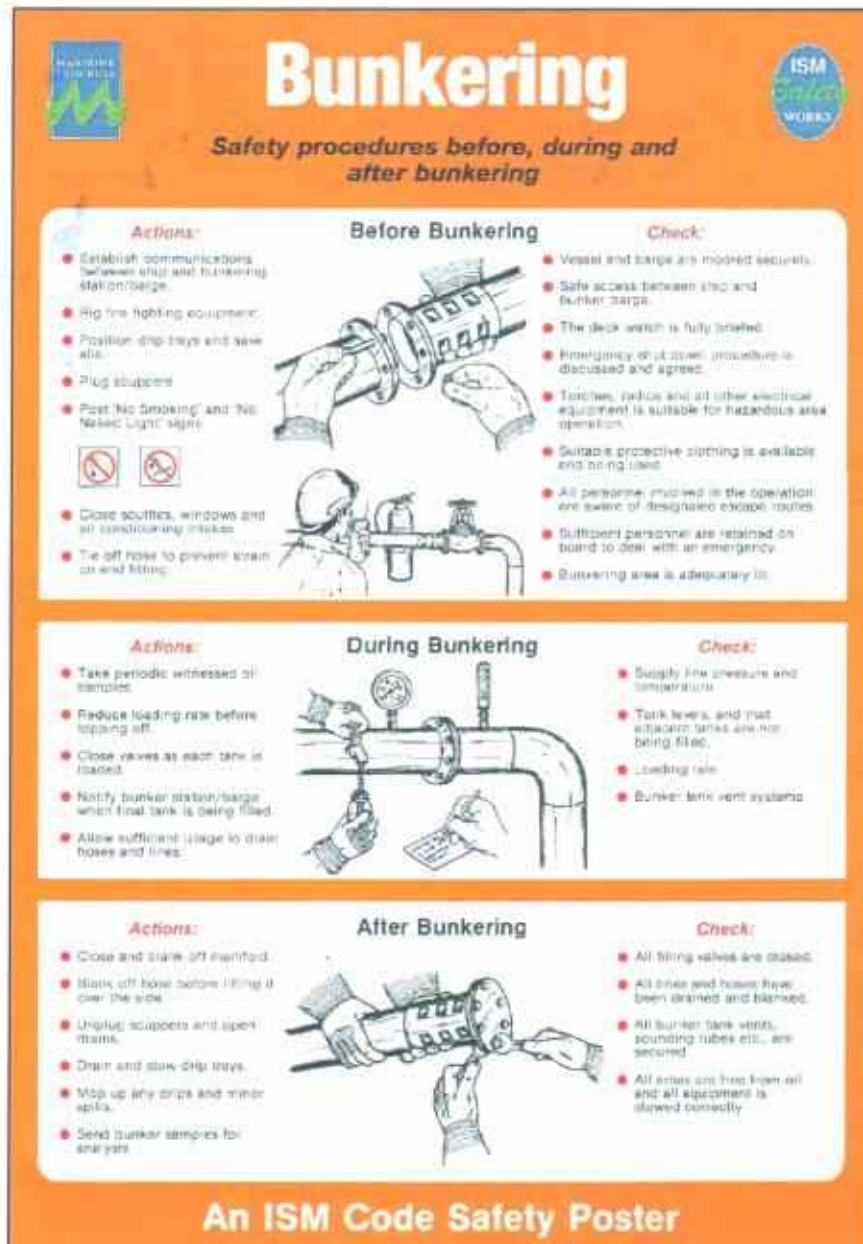 MARITIME
Bunkering
ISM
Safety
WORKS
Safety procedures before, during and
after bunkering
Before Bunkering
Actions:
Establish communications
between ship and bunkering
station/barge.
Rig fire fighting equipment.
Position drip trays and save
alls.
Plug scuppers
Post 'No Smoking' and 'No
Naked Light' signs
Close scuttles, windows and
air conditioning intakes
Tie off hose to prevent strain
on end fitting.
Check:
Vessel and barge are moored securely.
Safe access between ship and
bunker barge.
The deck watch is fully briefed.
Emergency shut down procedure is
discussed and agreed.
Torches, radios and all other electrical
equipment is suitable for hazardous area
operation.
Suitable protective clothing is available
and being used.
All personnel involved in the operation
are aware of designated escape routes.
Sufficient personnel are retained on
board to deal with an emergency.
Bunkering area is adequately lit.
During Bunkering
Actions:
Take periodic witnessed oil
samples.
Reduce loading rate before
topping off.
Close valves as each tank is
loaded.
Notify bunker station/barge
when final tank is being filled.
Allow sufficient ullage to drain
hoses and lines.
Check:
Supply line pressure and
temperature
Tank levels, and that
adjacent tanks are not
being filled.
Loading rate
Bunker tank vent systems
After Bunkering
Actions:
Close and blank off manifold.
Blank off hose before lifting it
over the side.
Unplug scuppers and open
drains.
Drain and stow drip trays.
Mop up any drips and minor
spills.
Send bunker samples for
analysis
Check:
All filling valves are closed.
All lines and hoses have
been drained and blanked.
All bunker tank vents,
sounding tubes etc., are
secured
All areas are free from oil
and all equipment is
stowed correctly
An ISM Code Safety Poster